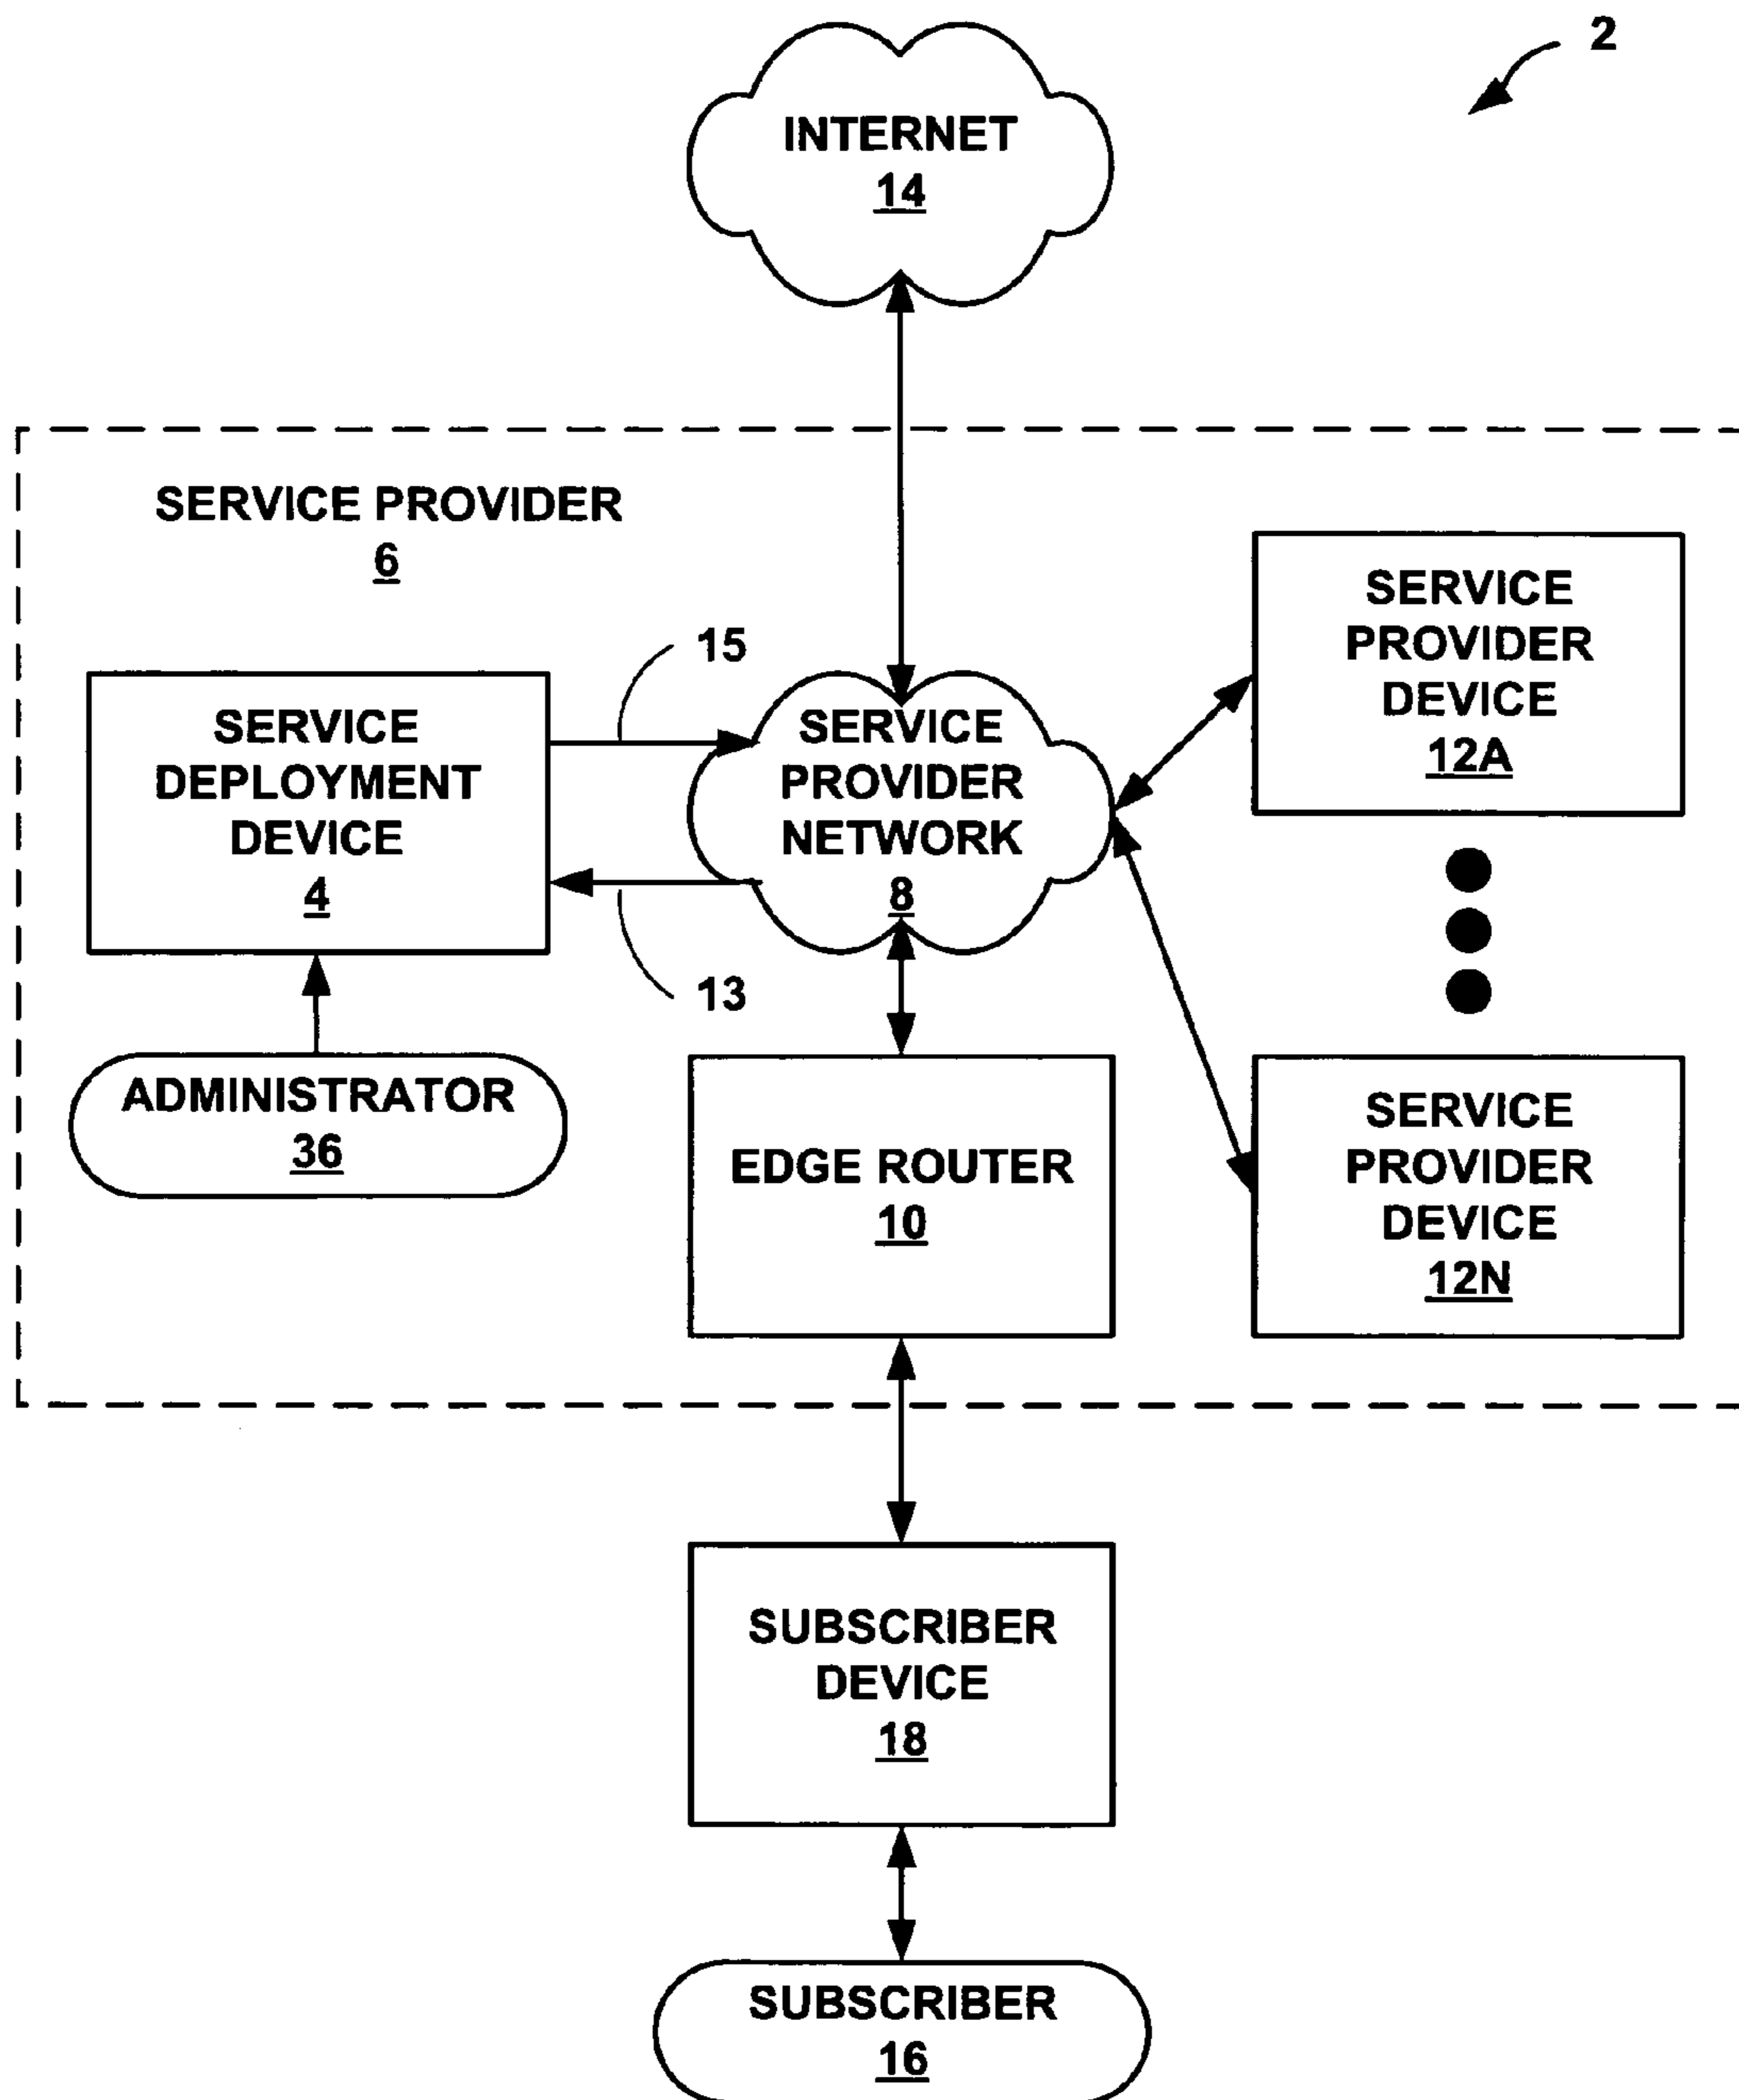 2
INTERNET
14
SERVICE PROVIDER
6
SERVICE
PROVIDER
DEVICE
12A
15
SERVICE
DEPLOYMENT
DEVICE
4
SERVICE
PROVIDER
NETWORK
8
13
ADMINISTRATOR
36
EDGE ROUTER
10
SERVICE
PROVIDER
DEVICE
12N
SUBSCRIBER
DEVICE
18
SUBSCRIBER
16